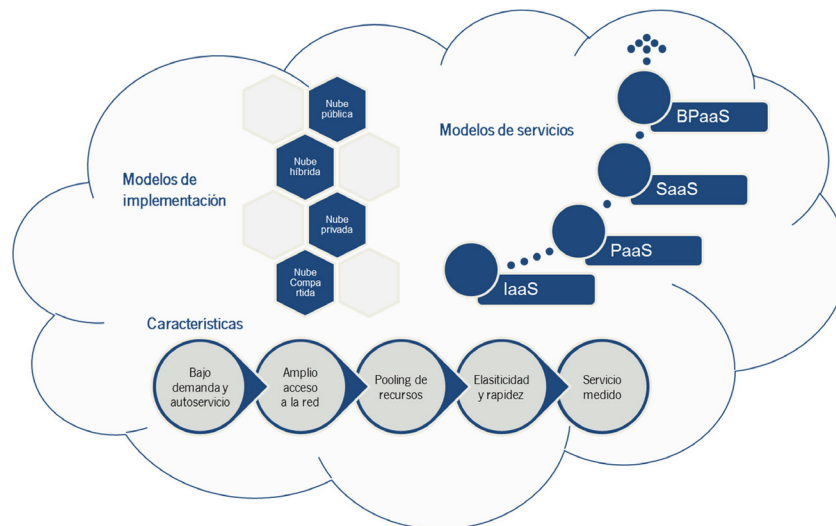 Modelos de
implementación
Nube
pública
Nube
híbrida
Nube
privada
Nube
Compa
rtida
Modelos de servicios
BPaaS
SaaS
PaaS
IaaS
Caracteristicas
Bajo
demanda y
autoservicio
Amplio
acceso
a la red
Pooling de
recursos
Elasiticidad
y rapidez
Servicio
medido